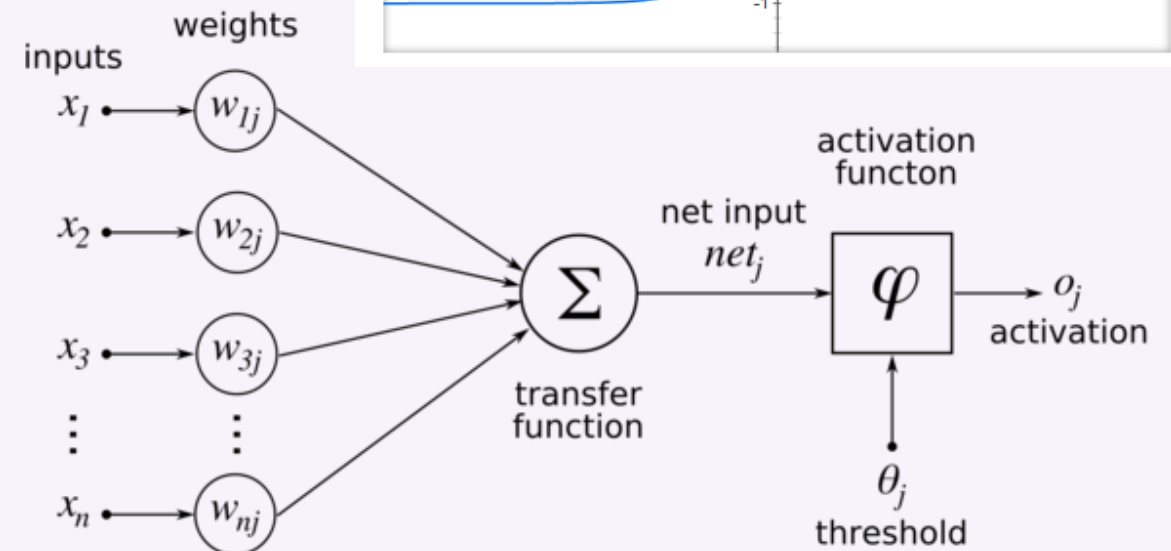 -1
weights
inputs
x1
w1j
x2
w2j
x3
w3j
⋮ ⋮
xn
wnj
Σ
transfer
function
net input
netj
activation
functon
φ
oj
activation
θj
threshold